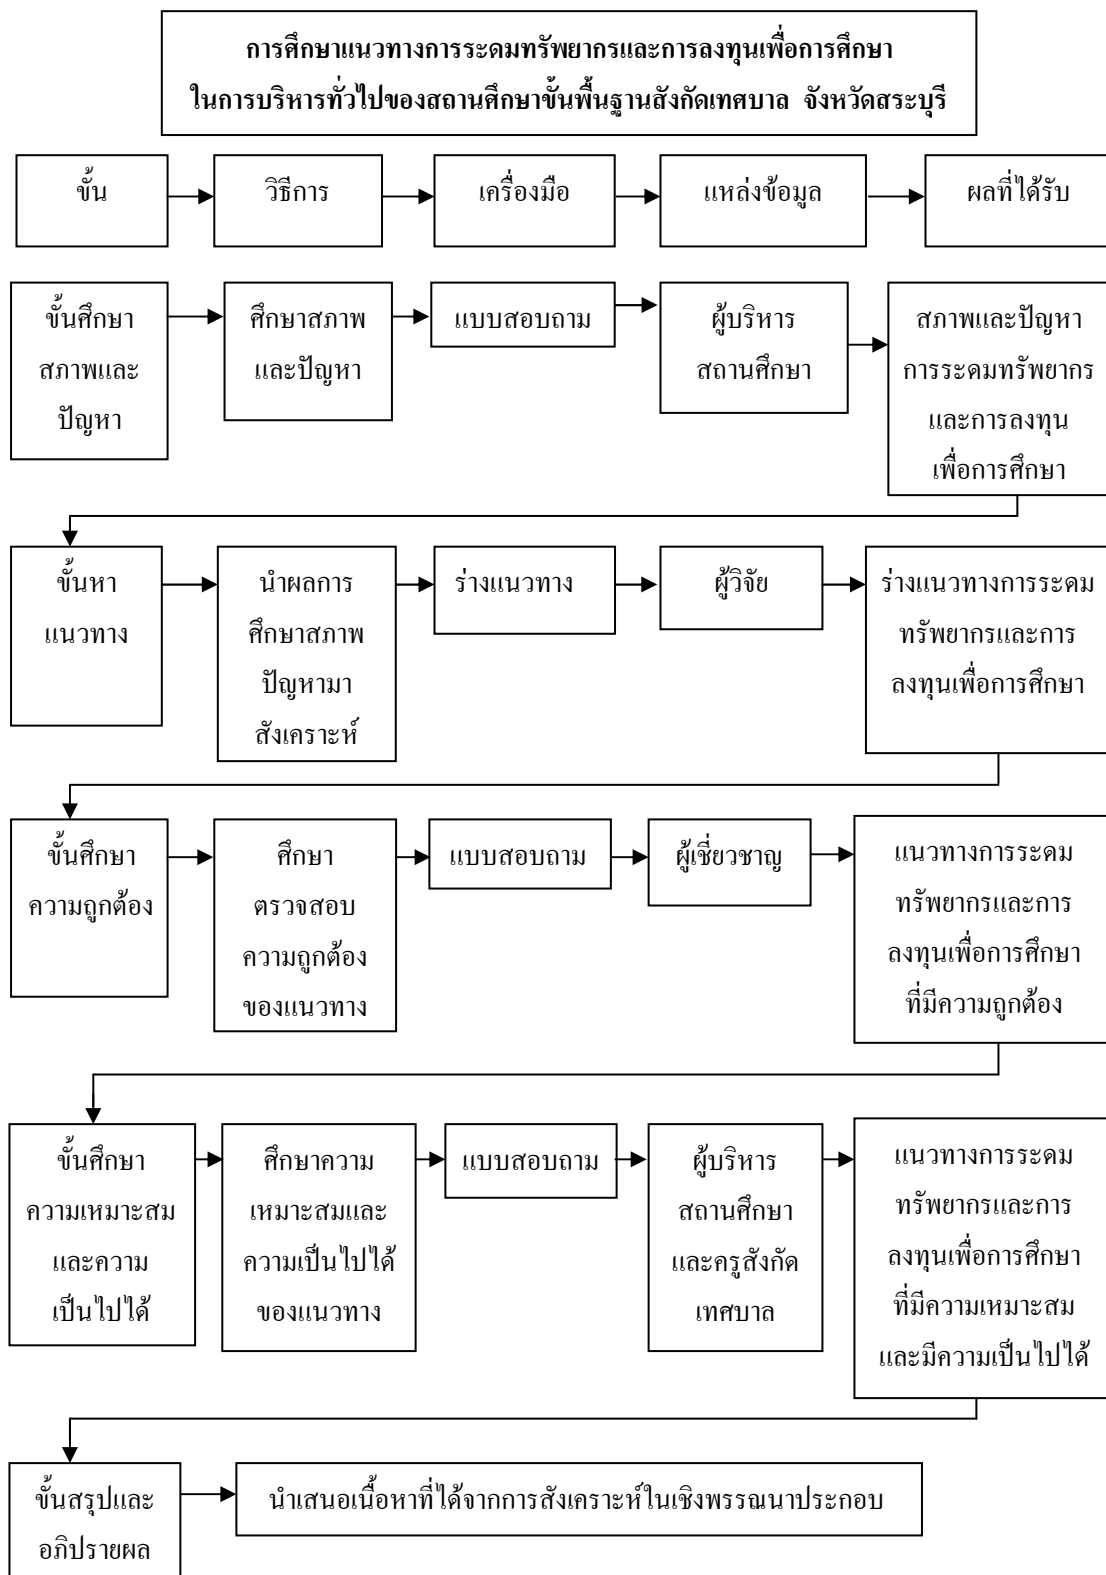 การศึกษาแนวทางการระดมทรัพยากรและการลงทุนเพื่อการศึกษา
ในการบริหารทั่วไปของสถานศึกษาขั้นพื้นฐานสังกัดเทศบาล จังหวัดสระบุรี
ขั้น
วิธีการ
เครื่องมือ
แหล่งข้อมูล
ผลที่ได้รับ
ขั้นศึกษา
สภาพและ
ปัญหา
ศึกษาสภาพ
และปัญหา
แบบสอบถาม
ผู้บริหาร
สถานศึกษา
สภาพและปัญหา
การระดมทรัพยากร
และการลงทุน
เพื่อการศึกษา
ขั้นหา
แนวทาง
นำผลการ
ศึกษาสภาพ
ปัญหามา
สังเคราะห์
ร่างแนวทาง
ผู้วิจัย
ร่างแนวทางการระดม
ทรัพยากรและการ
ลงทุนเพื่อการศึกษา
ขั้นศึกษา
ความถูกต้อง
ศึกษา
ตรวจสอบ
ความถูกต้อง
ของแนวทาง
แบบสอบถาม
ผู้เชี่ยวชาญ
แนวทางการระดม
ทรัพยากรและการ
ลงทุนเพื่อการศึกษา
ที่มีความถูกต้อง
ขั้นศึกษา
ความเหมาะสม
และความ
เป็นไปได้
ศึกษาความ
เหมาะสมและ
ความเป็นไปได้
ของแนวทาง
แบบสอบถาม
ผู้บริหาร
สถานศึกษา
และครูสังกัด
เทศบาล
แนวทางการระดม
ทรัพยากรและการ
ลงทุนเพื่อการศึกษา
ที่มีความเหมาะสม
และมีความเป็นไปได้
ขั้นสรุปและ
อภิปรายผล
นำเสนอเนื้อหาที่ได้จากการสังเคราะห์ในเชิงพรรณนาประกอบ